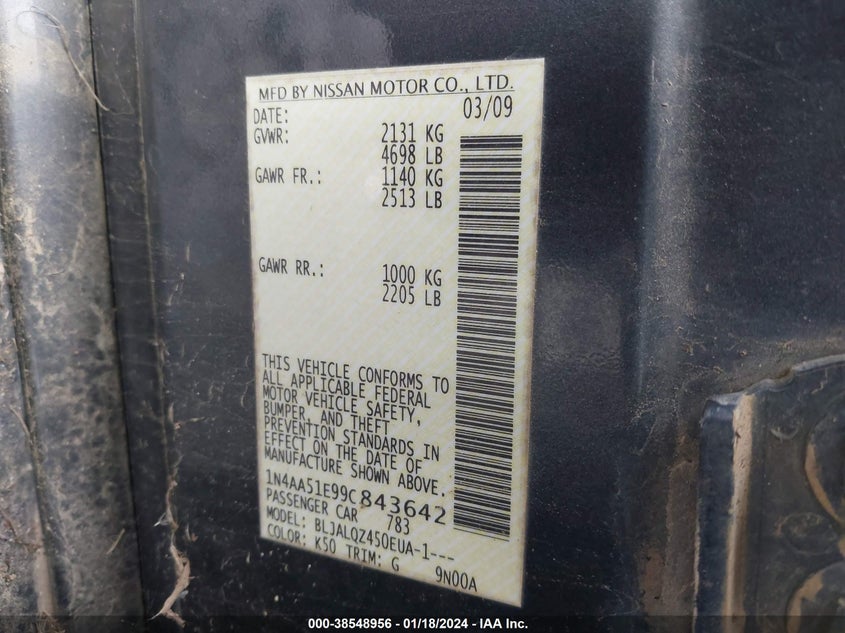 MFD BY NISSAN MOTOR CO., LTD.
DATE: 03/09
GVWR: 2131 KG
4698 LB
GAWR FR.: 1140 KG
2513 LB
GAWR RR.: 1000 KG
2205 LB
THIS VEHICLE CONFORMS TO
ALL APPLICABLE FEDERAL
MOTOR VEHICLE SAFETY,
BUMPER, AND THEFT
PREVENTION STANDARDS IN
EFFECT ON THE DATE OF
MANUFACTURE SHOWN ABOVE.
1N4AA51E99C843642
PASSENGER CAR 783
MODEL: BLJALQZ450EUA-1---
COLOR: K50 TRIM: G 9N00A
000-38548956 - 01/18/2024 - IAA Inc.